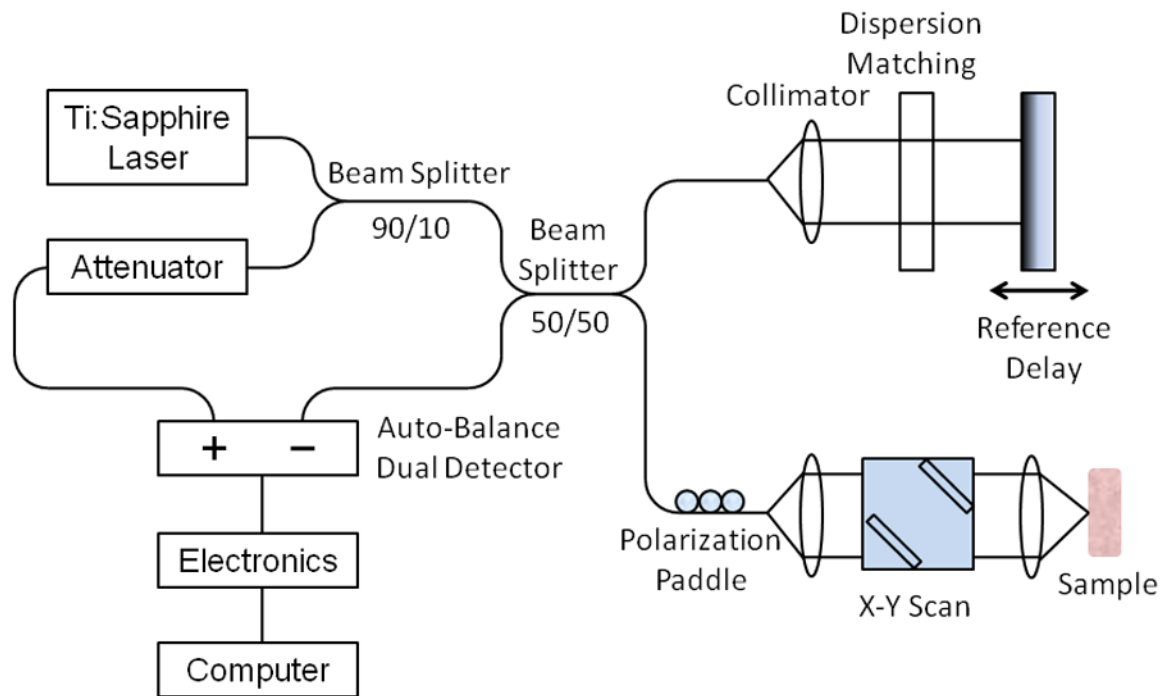 Ti:Sapphire
Laser
Attenuator
Beam Splitter
90/10
Beam
Splitter
50/50
Collimator
Dispersion
Matching
Reference
Delay
+ −
Auto-Balance
Dual Detector
Electronics
Computer
Polarization
Paddle
X-Y Scan
Sample